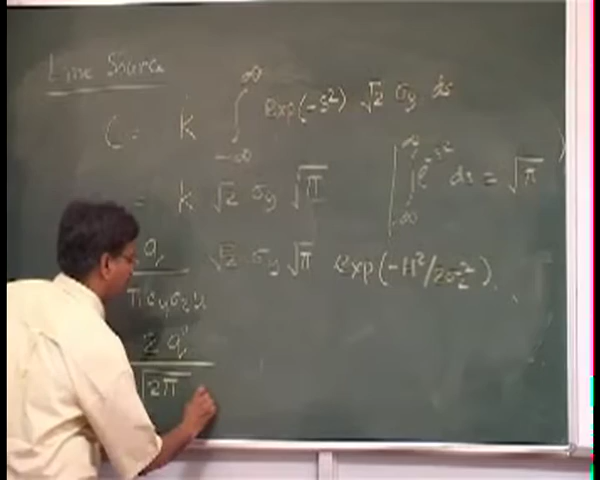 Line Source
C = k ∫_{-∞}^{∞} exp(-s²) √2 σy ds
= k √2 σy √π
∫_{-∞}^{∞} e^{-s²} ds = √π
q / π σy σz u √2 σy √π exp(-H²/2σz²)
2 q / √2π